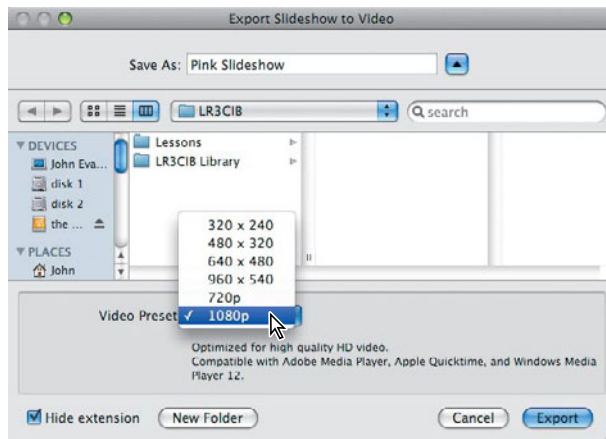 Export Slideshow to Video
Save As: Pink Slideshow
LR3CIB
search
DEVICES
John Eva...
disk 1
disk 2
the ...
PLACES
John
Lessons
LR3CIB Library
320 x 240
480 x 320
640 x 480
960 x 540
720p
Video Preset ✓ 1080p
Optimized for high quality HD video.
Compatible with Adobe Media Player, Apple Quicktime, and Windows Media
Player 12.
Hide extension
New Folder
Cancel
Export